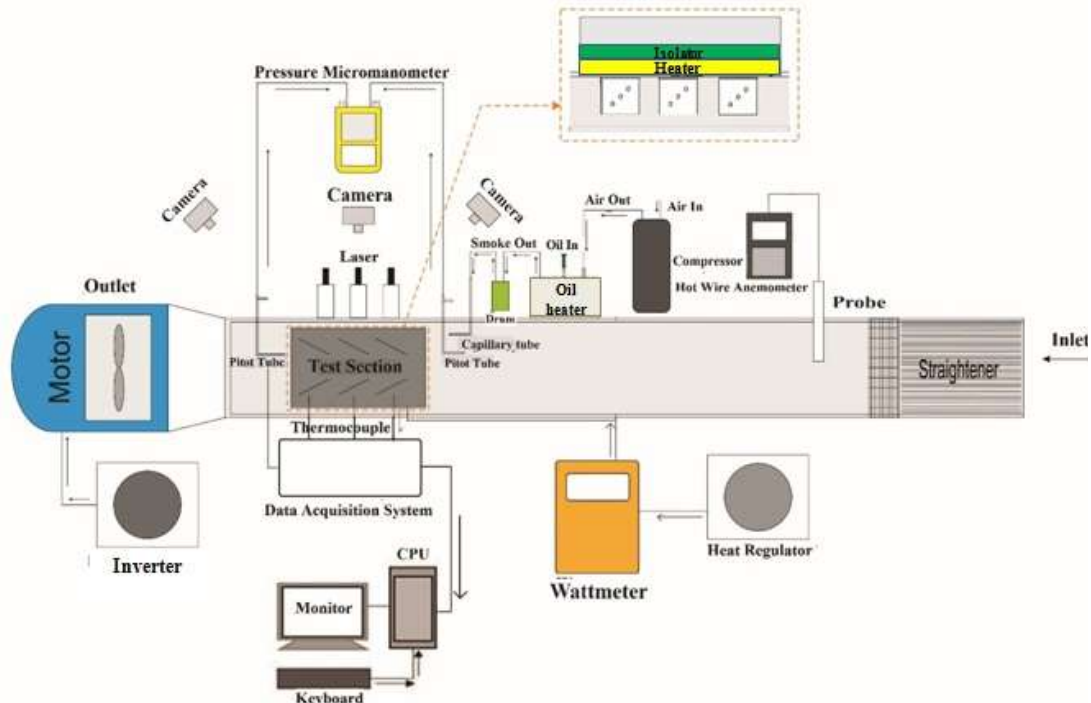 Isolator
Heater
Pressure Micromanometer
Camera
Camera
Camera
Air Out
Air In
Smoke Out
Oil In
Laser
Compressor
Outlet
Oil
heater
Hot Wire Anemometer
Probe
Drum
Inlet
Motor
Capillary tube
Pitot Tube
Test Section
Pitot Tube
Straightener
Thermocouple
Data Acquisition System
Heat Regulator
CPU
Inverter
Wattmeter
Monitor
Keyboard